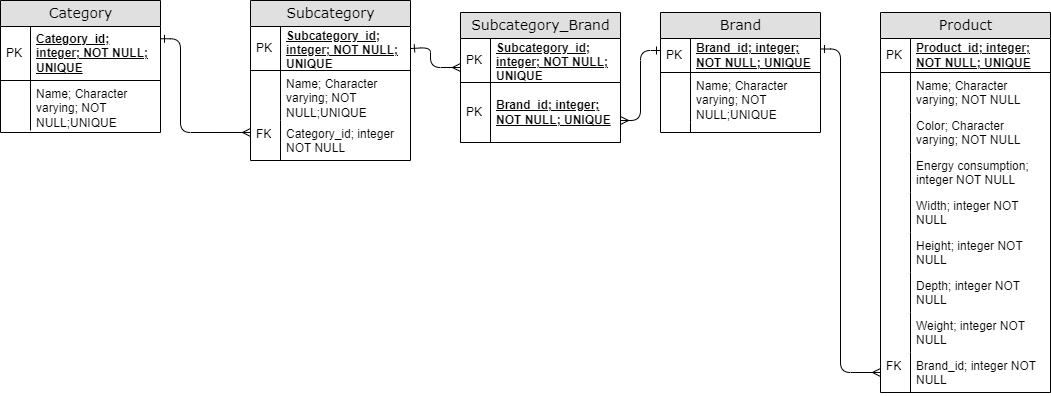 Category
PK
Category_id;
integer; NOT NULL;
UNIQUE
Name; Character
varying; NOT
NULL;UNIQUE
Subcategory
PK
Subcategory_id;
integer; NOT NULL;
UNIQUE
Name; Character
varying; NOT
NULL;UNIQUE
FK
Category_id; integer
NOT NULL
Subcategory_Brand
PK
Subcategory_id;
integer; NOT NULL;
UNIQUE
PK
Brand_id; integer;
NOT NULL; UNIQUE
Brand
PK
Brand_id; integer;
NOT NULL; UNIQUE
Name; Character
varying; NOT
NULL;UNIQUE
Product
PK
Product_id; integer;
NOT NULL; UNIQUE
Name; Character
varying; NOT NULL
Color; Character
varying; NOT NULL
Energy consumption;
integer NOT NULL
Width; integer NOT
NULL
Height; integer NOT
NULL
Depth; integer NOT
NULL
Weight; integer NOT
NULL
FK
Brand_id; integer NOT
NULL